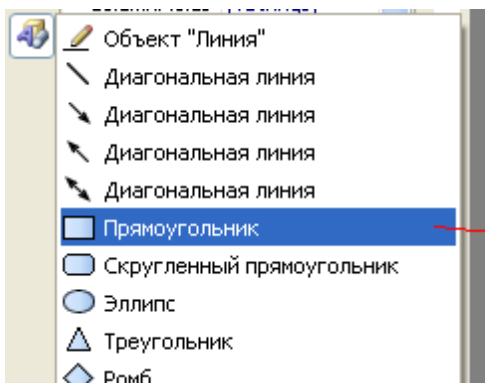 Объект "Линия"
Диагональная линия
Диагональная линия
Диагональная линия
Диагональная линия
Прямоугольник
Скругленный прямоугольник
Эллипс
Треугольник
Ромб